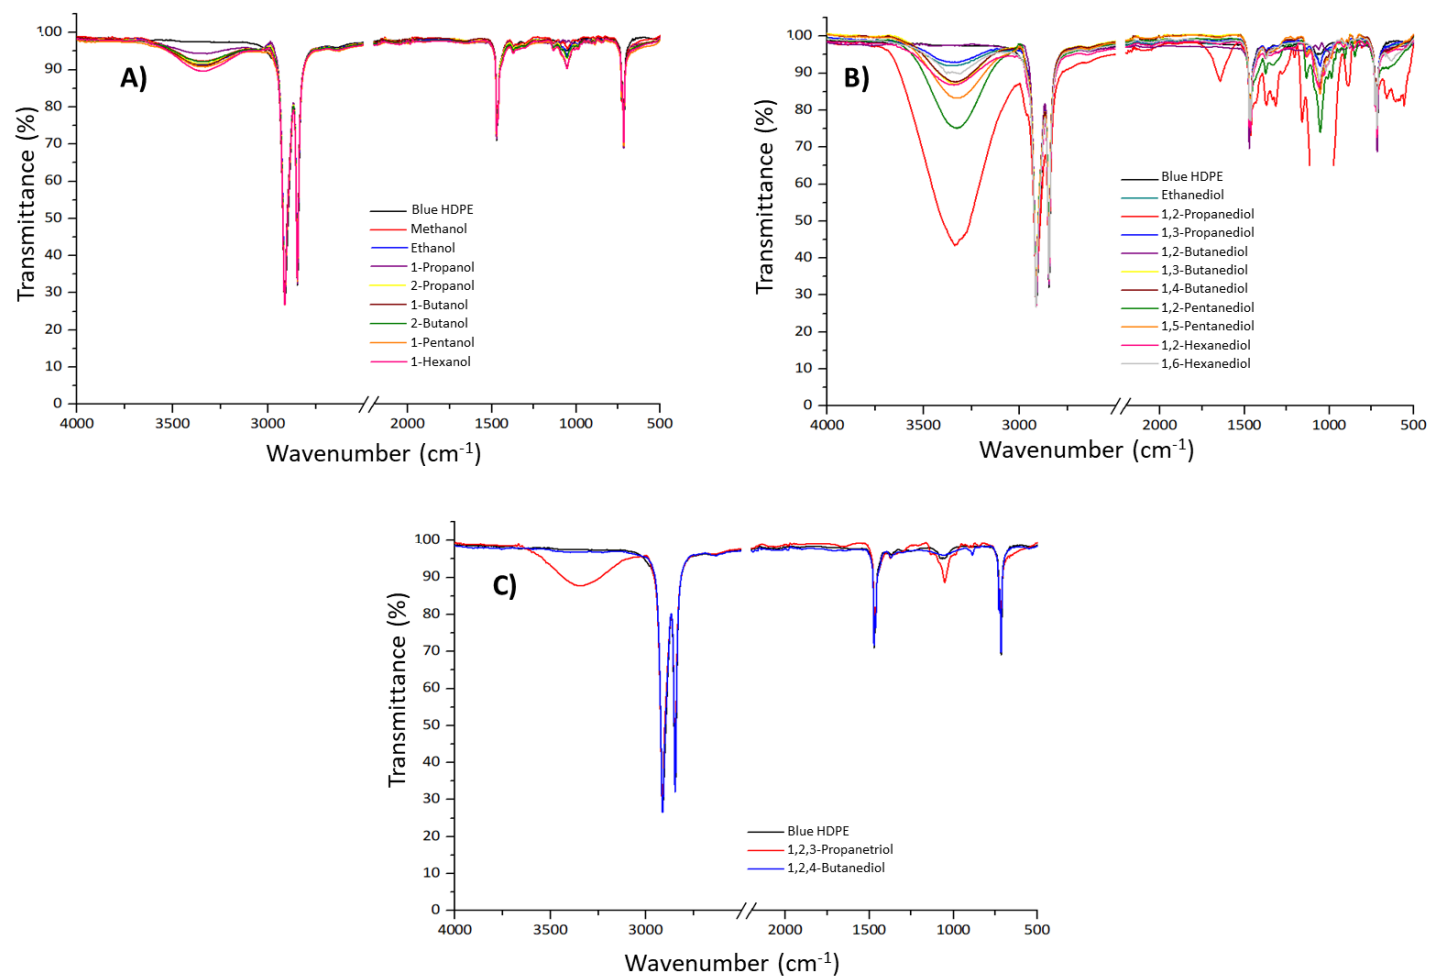 A)
Transmittance (%)
100
90
80
70
60
50
40
30
20
10
0
Blue HDPE
Methanol
Ethanol
1-Propanol
2-Propanol
1-Butanol
2-Butanol
1-Pentanol
1-Hexanol
4000 3500 3000 2000 1500 1000 500
Wavenumber (cm-1)
B)
Transmittance (%)
100
90
80
70
60
50
40
30
20
10
0
Blue HDPE
Ethanediol
1,2-Propanediol
1,3-Propanediol
1,2-Butanediol
1,3-Butanediol
1,4-Butanediol
1,2-Pentanediol
1,5-Pentanediol
1,2-Hexanediol
1,6-Hexanediol
4000 3500 3000 2000 1500 1000 500
Wavenumber (cm-1)
C)
Transmittance (%)
100
90
80
70
60
50
40
30
20
10
0
Blue HDPE
1,2,3-Propanetriol
1,2,4-Butanediol
4000 3500 3000 2000 1500 1000 500
Wavenumber (cm-1)